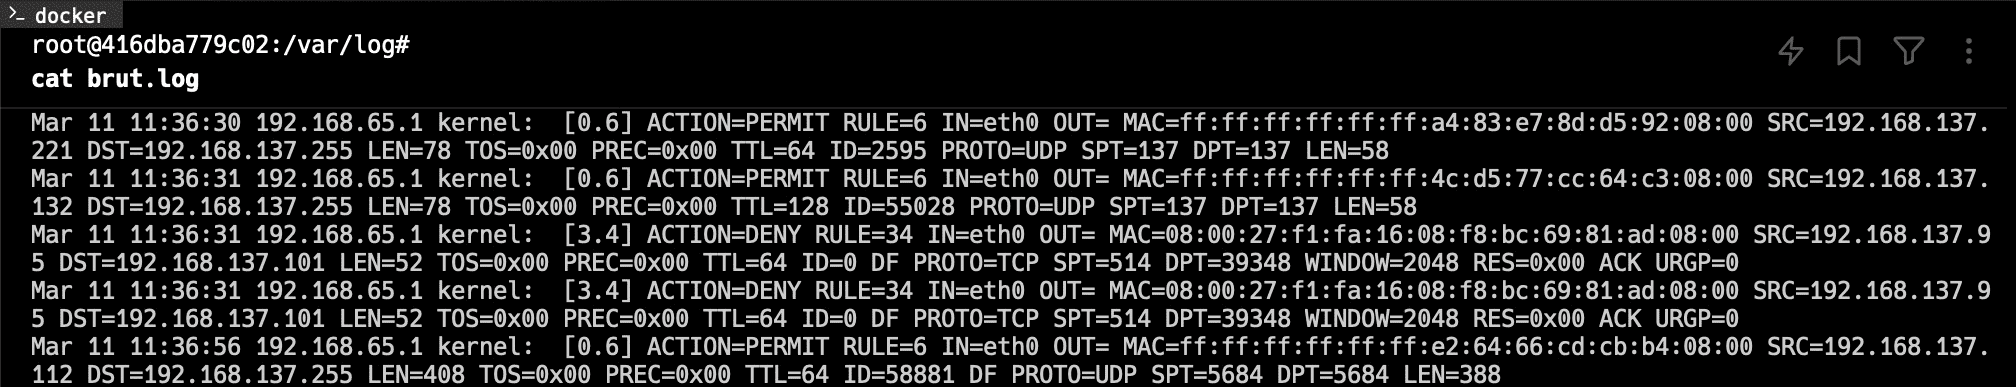 docker
root@416dba779c02:/var/log#
cat brut.log
Mar 11 11:36:30 192.168.65.1 kernel:  [0.6] ACTION=PERMIT RULE=6 IN=eth0 OUT= MAC=ff:ff:ff:ff:ff:ff:a4:83:e7:8d:d5:92:08:00 SRC=192.168.137.
221 DST=192.168.137.255 LEN=78 TOS=0x00 PREC=0x00 TTL=64 ID=2595 PROTO=UDP SPT=137 DPT=137 LEN=58
Mar 11 11:36:31 192.168.65.1 kernel:  [0.6] ACTION=PERMIT RULE=6 IN=eth0 OUT= MAC=ff:ff:ff:ff:ff:ff:4c:d5:77:cc:64:c3:08:00 SRC=192.168.137.
132 DST=192.168.137.255 LEN=78 TOS=0x00 PREC=0x00 TTL=128 ID=55028 PROTO=UDP SPT=137 DPT=137 LEN=58
Mar 11 11:36:31 192.168.65.1 kernel:  [3.4] ACTION=DENY RULE=34 IN=eth0 OUT= MAC=08:00:27:f1:fa:16:08:f8:bc:69:81:ad:08:00 SRC=192.168.137.9
5 DST=192.168.137.101 LEN=52 TOS=0x00 PREC=0x00 TTL=64 ID=0 DF PROTO=TCP SPT=514 DPT=39348 WINDOW=2048 RES=0x00 ACK URGP=0
Mar 11 11:36:31 192.168.65.1 kernel:  [3.4] ACTION=DENY RULE=34 IN=eth0 OUT= MAC=08:00:27:f1:fa:16:08:f8:bc:69:81:ad:08:00 SRC=192.168.137.9
5 DST=192.168.137.101 LEN=52 TOS=0x00 PREC=0x00 TTL=64 ID=0 DF PROTO=TCP SPT=514 DPT=39348 WINDOW=2048 RES=0x00 ACK URGP=0
Mar 11 11:36:56 192.168.65.1 kernel:  [0.6] ACTION=PERMIT RULE=6 IN=eth0 OUT= MAC=ff:ff:ff:ff:ff:ff:e2:64:66:cd:cb:b4:08:00 SRC=192.168.137.
112 DST=192.168.137.255 LEN=408 TOS=0x00 PREC=0x00 TTL=64 ID=58881 DF PROTO=UDP SPT=5684 DPT=5684 LEN=388